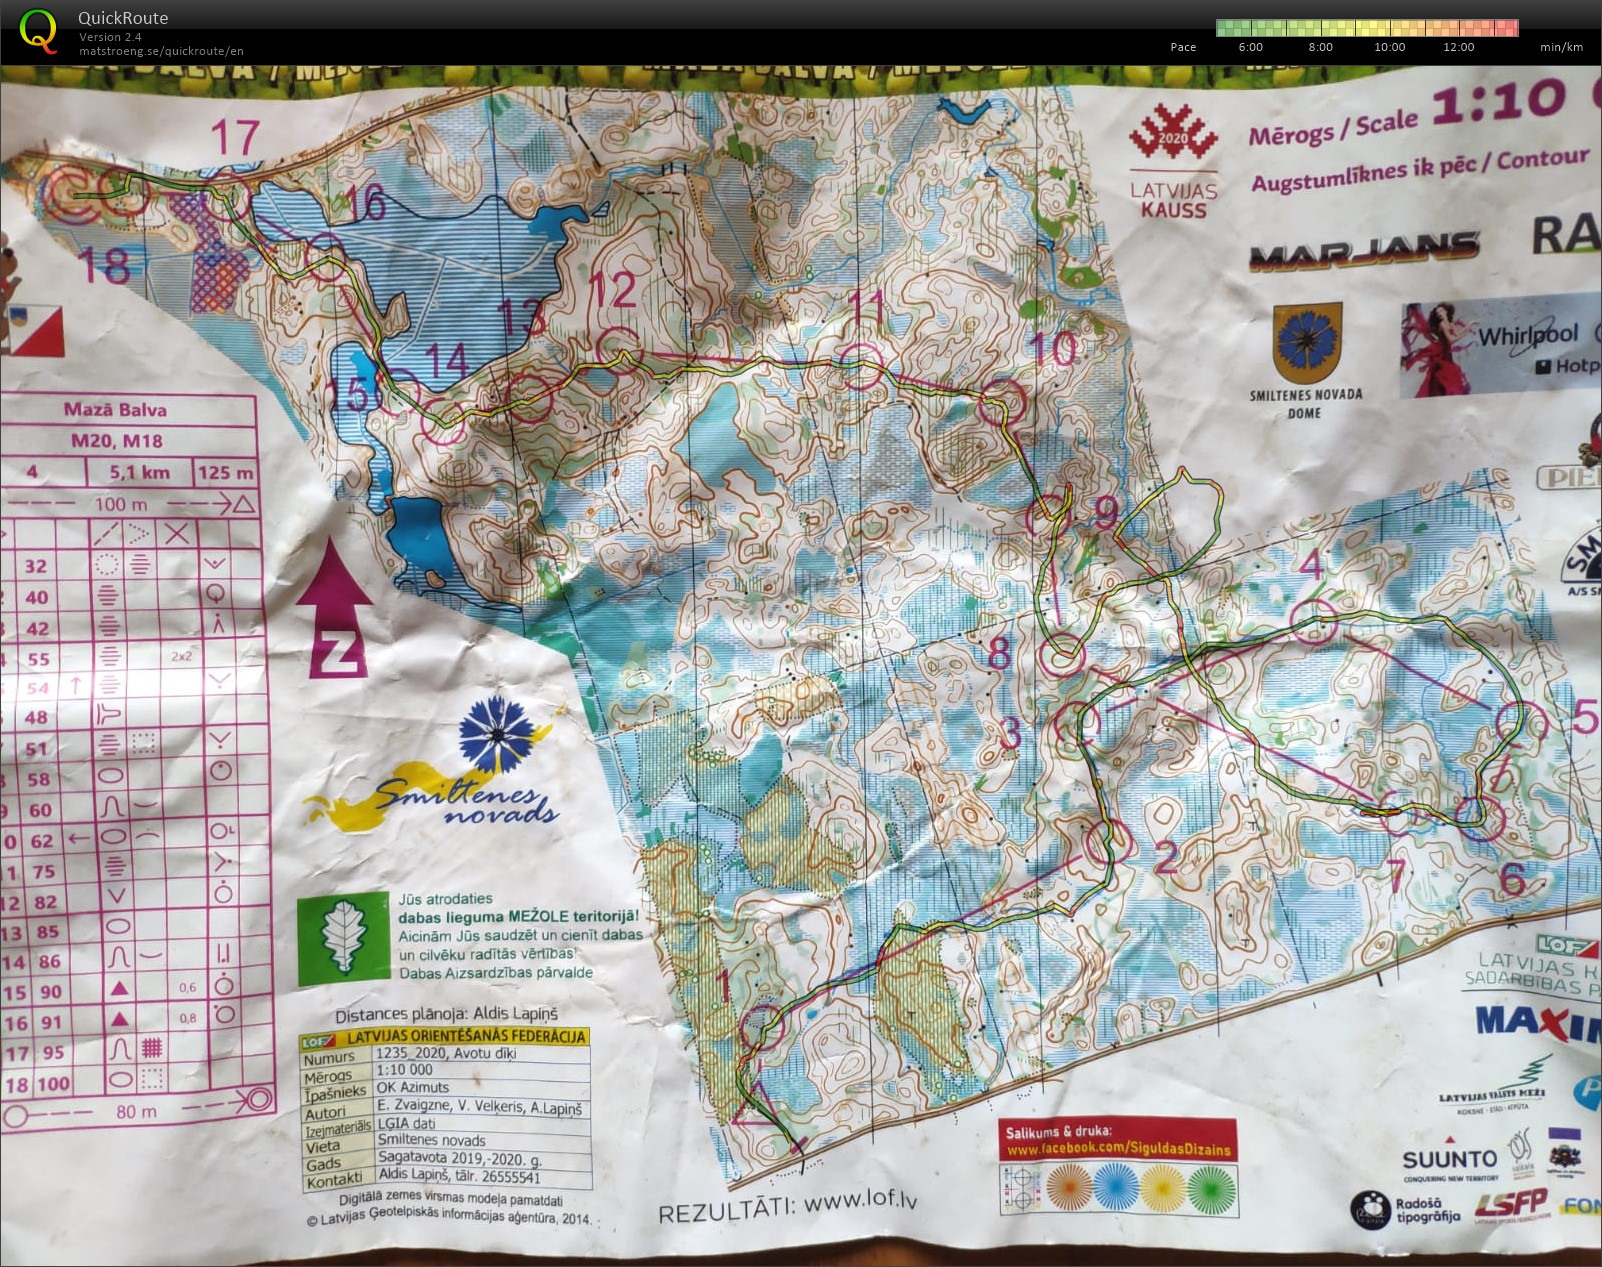 QuickRoute
Version 2.4
matstroeng.se/quickroute/en
Pace
6:00
8:00
10:00
12:00
min/km
Mērogs / Scale 1:10
Augstumlīknes ik pēc / Contour
2020
LATVIJAS
KAUSS
MARJANS
RA
SMILTENES NOVADA
DOME
Whirlpool
Hotp
PIE
17
16
18
12
13
11
10
14
15
9
4
8
3
5
2
7
6
1
Mazā Balva
M20, M18
4 5,1 km 125 m
100 m
32
40
42
55 2x2
54
48
51
58
60
62
75
12 82
13 85
14 86
15 90 0,6
16 91 0,8
17 95
18 100
80 m
Z
Smiltenes
novads
Jūs atrodaties
dabas lieguma MEŽOLE teritorijā!
Aicinām Jūs saudzēt un cienīt dabas
un cilvēku radītās vērtības!
Dabas Aizsardzības pārvalde
Distances plānoja: Aldis Lapiņš
LOF LATVIJAS ORIENTĒŠANĀS FEDERĀCIJA
Numurs 1235_2020, Avotu dīķi
Mērogs 1:10 000
Īpašnieks OK Azimuts
Autori E. Zvaigzne, V. Veļķeris, A.Lapiņš
Izejmateriāls LĢIA dati
Vieta Smiltenes novads
Gads Sagatavota 2019,-2020. g.
Kontakti Aldis Lapiņš, tālr. 26555541
Digitālā zemes virsmas modeļa pamatdati
© Latvijas Ģeotelpiskās informācijas aģentūra, 2014.
REZULTĀTI: www.lof.lv
Salikums & druka:
www.facebook.com/SiguldasDizains
LOF
LATVIJAS
SADARBĪBAS P
MAXIM
LATVIJAS VALSTS MEŽI
SUUNTO
CONQUERING NEW TERRITORY
Radošā
tipogrāfija
LSFP
FON